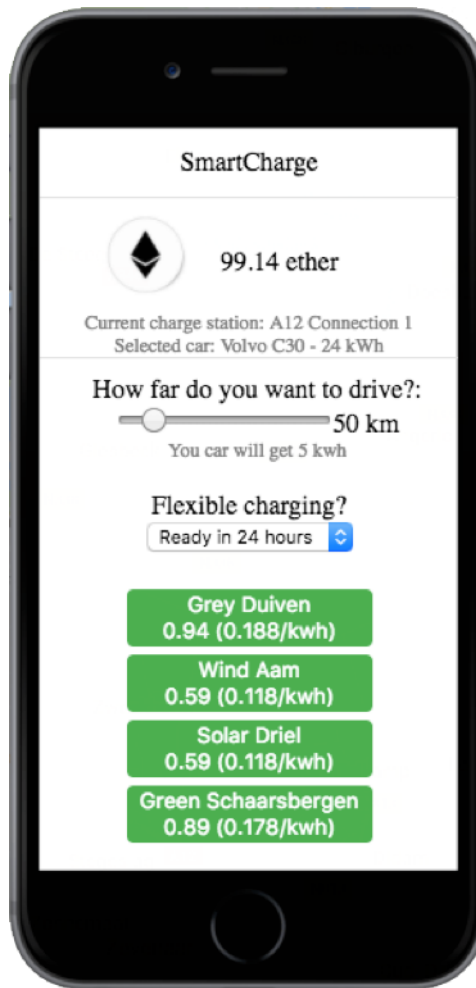 SmartCharge
99.14 ether
Current charge station: A12 Connection 1
Selected car: Volvo C30 - 24 kWh
How far do you want to drive?:
50 km
You car will get 5 kwh
Flexible charging?
Ready in 24 hours
Grey Duiven
0.94 (0.188/kwh)
Wind Aam
0.59 (0.118/kwh)
Solar Driel
0.59 (0.118/kwh)
Green Schaarsbergen
0.89 (0.178/kwh)